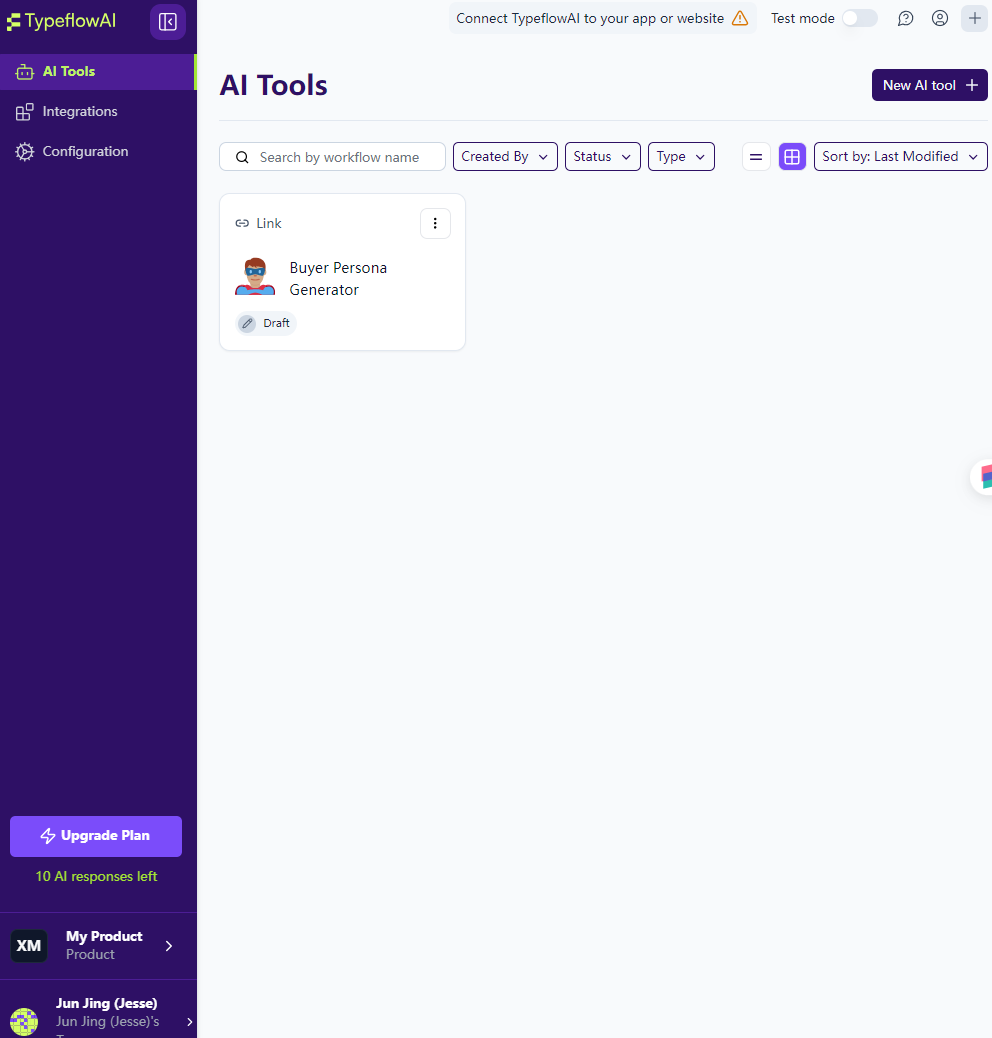 TypeflowAI
Connect TypeflowAI to your app or website
Test mode
AI Tools
Integrations
Configuration
AI Tools
New AI tool
Search by workflow name
Created By
Status
Type
Sort by: Last Modified
Link
Buyer Persona
Generator
Draft
Upgrade Plan
10 AI responses left
XM
My Product
Product
Jun Jing (Jesse)
Jun Jing (Jesse)'s